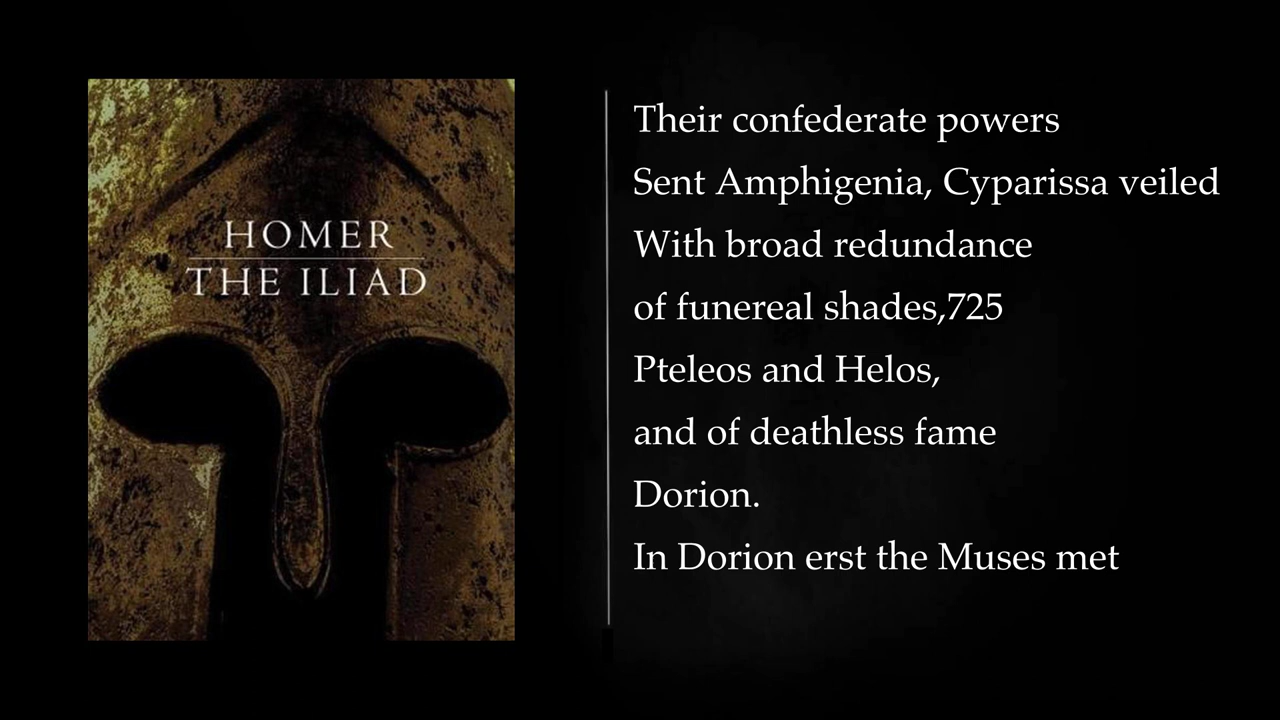 HOMER
THE ILIAD
Their confederate powers
Sent Amphigenia, Cyparissa veiled
With broad redundance
of funereal shades,725
Pteleos and Helos,
and of deathless fame
Dorion.
In Dorion erst the Muses met